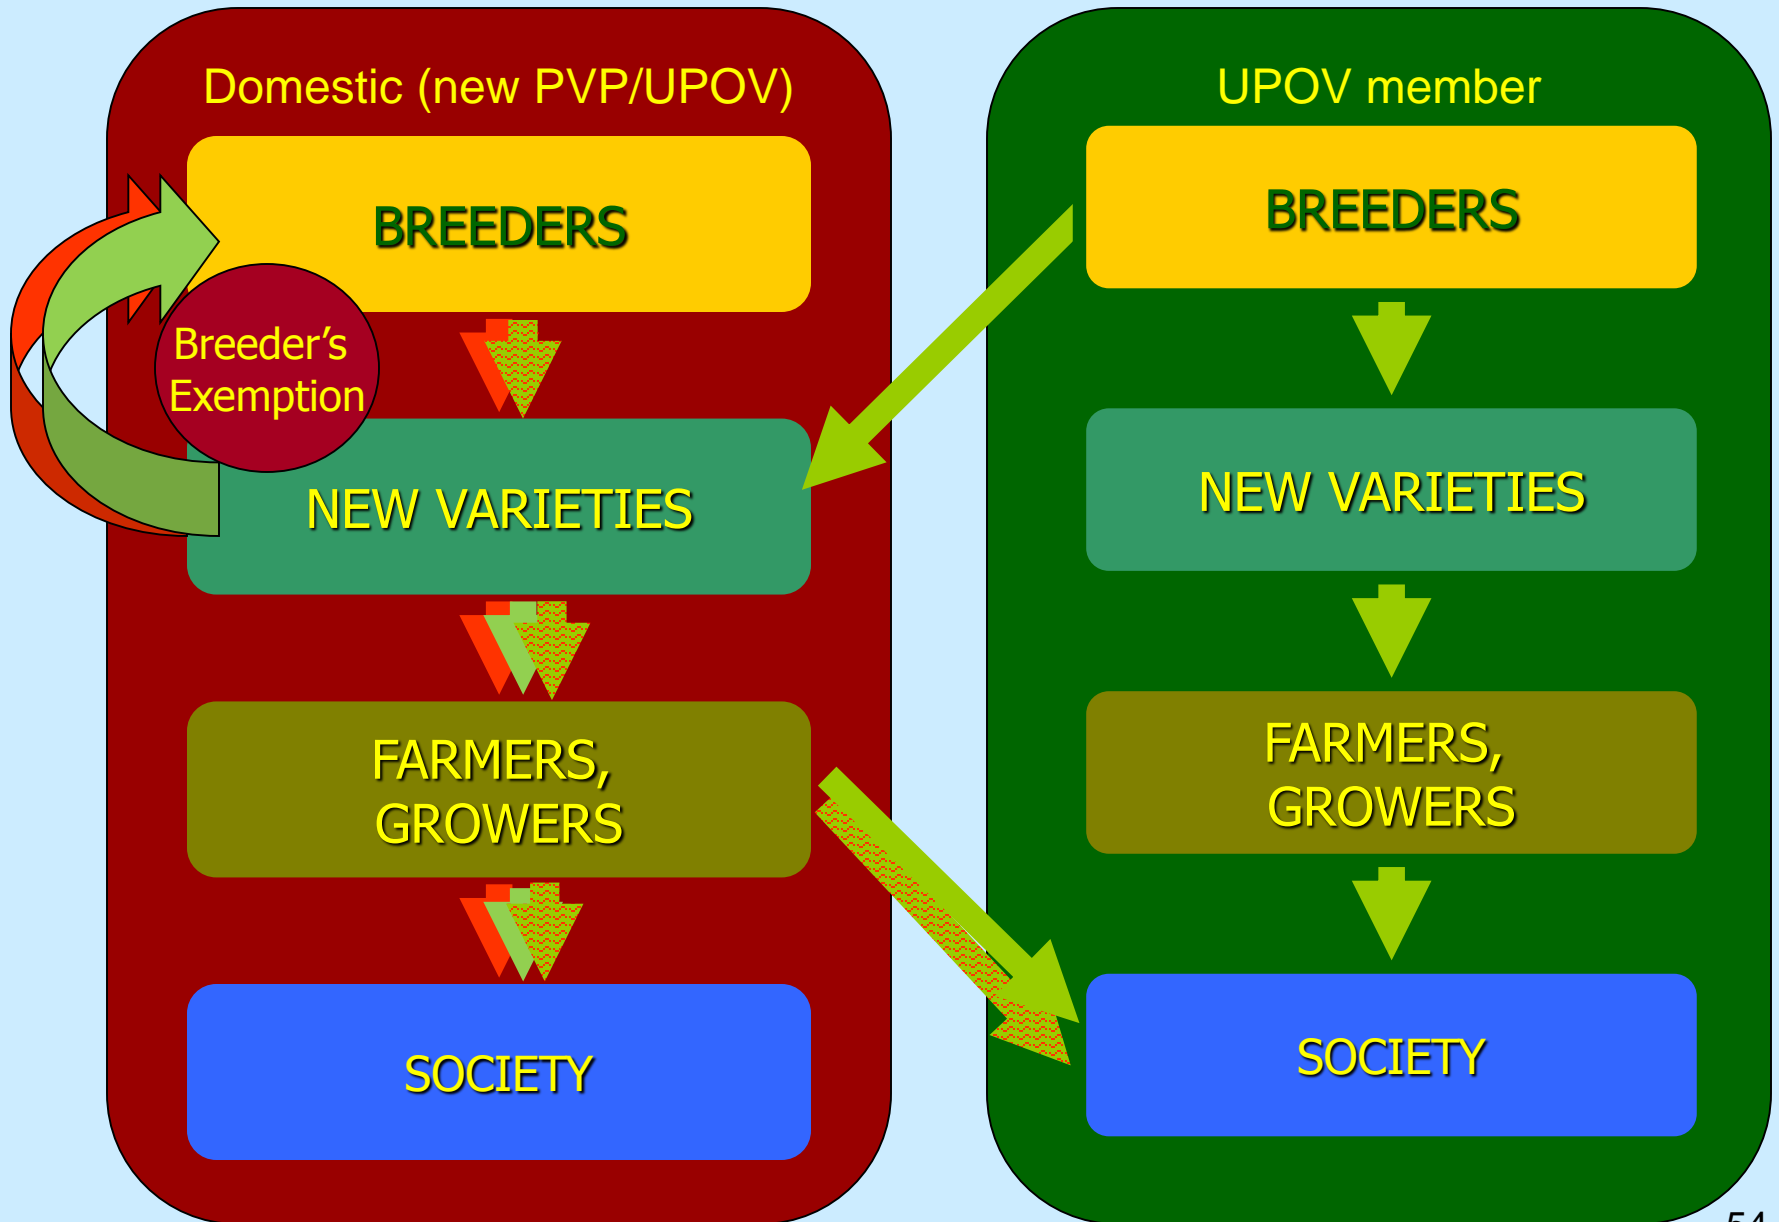 Domestic (new PVP/UPOV)
BREEDERS
Breeder’s
Exemption
NEW VARIETIES
FARMERS,
GROWERS
SOCIETY
UPOV member
BREEDERS
NEW VARIETIES
FARMERS,
GROWERS
SOCIETY
54